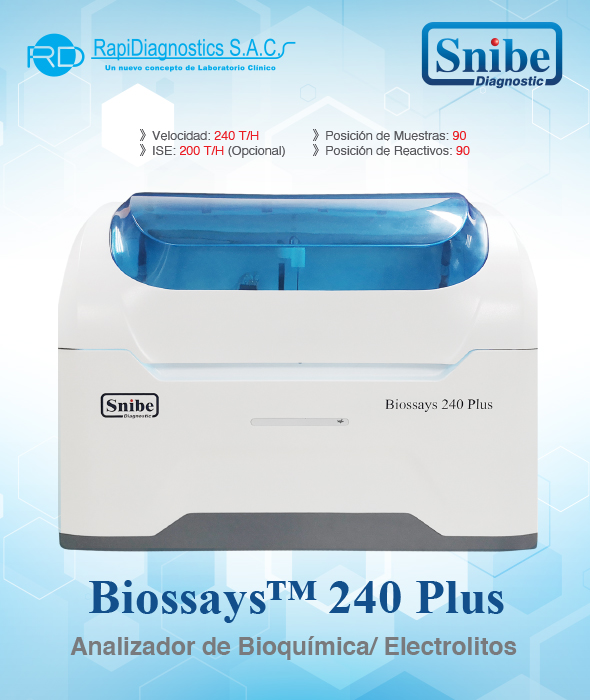 RD RapiDiagnostics S.A.C.
Un nuevo concepto de Laboratorio Clínico
Snibe
Diagnostic
》Velocidad: 240 T/H
》Posición de Muestras: 90
》ISE: 200 T/H (Opcional)
》Posición de Reactivos: 90
Snibe
Diagnostic
Biossays 240 Plus
Biossays™ 240 Plus
Analizador de Bioquímica/ Electrolitos